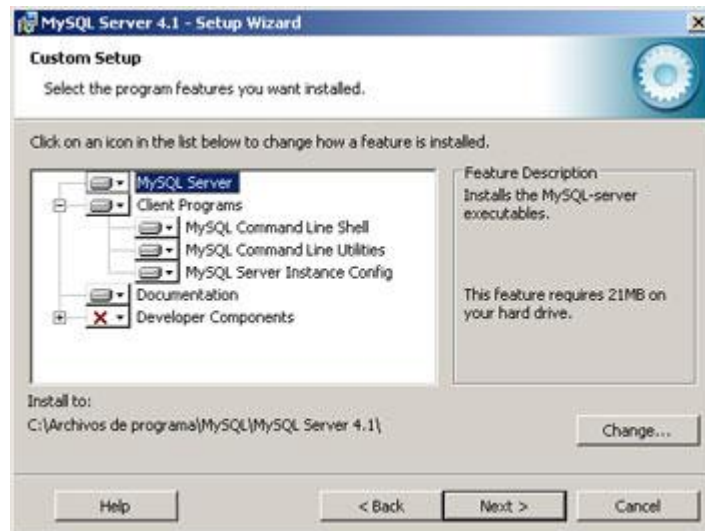 MySQL Server 4.1 - Setup Wizard
Custom Setup
Select the program features you want installed.
Click on an icon in the list below to change how a feature is installed.
MySQL Server
Client Programs
MySQL Command Line Shell
MySQL Command Line Utilities
MySQL Server Instance Config
Documentation
Developer Components
Feature Description
Installs the MySQL-server
executables.
This feature requires 21MB on
your hard drive.
Install to:
C:\Archivos de programa\MySQL\MySQL Server 4.1\
Change...
Help
< Back
Next >
Cancel